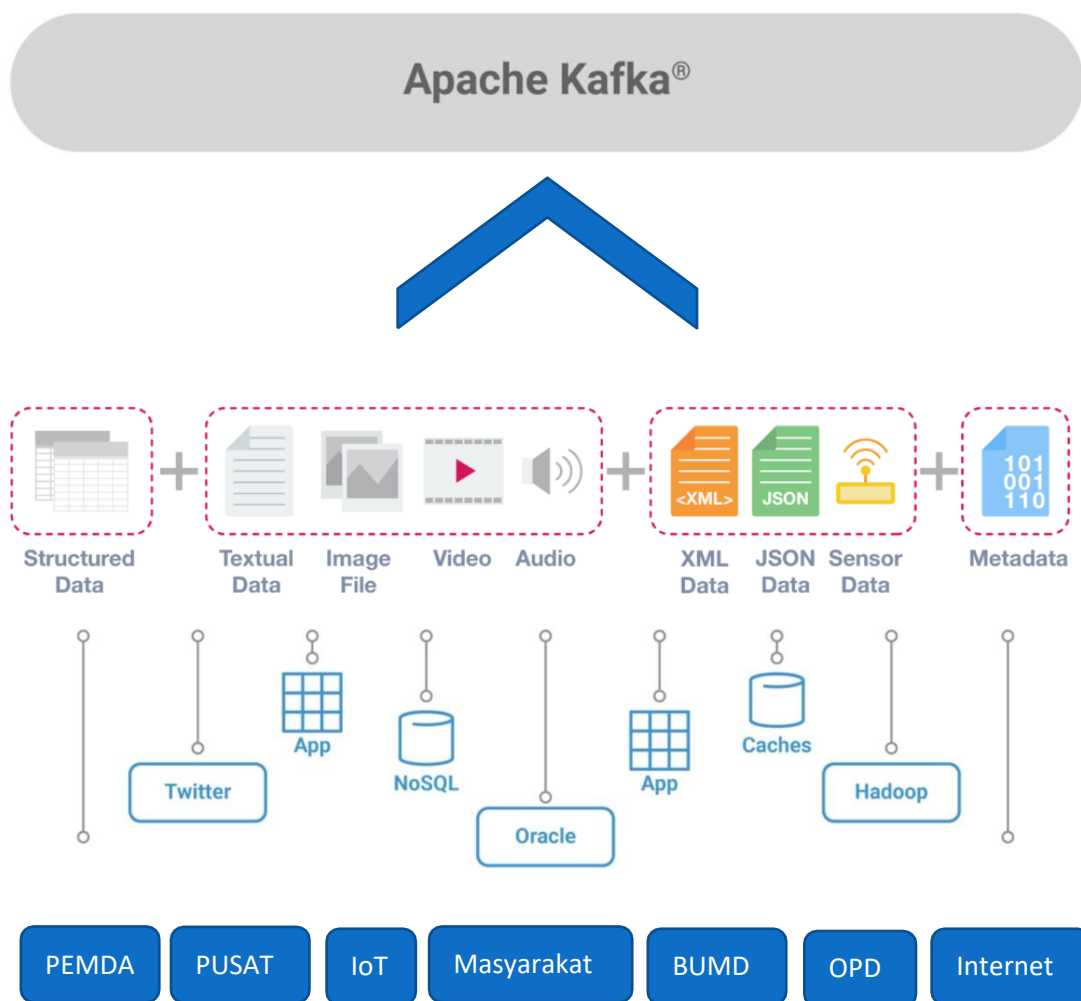 Apache Kafka®
<XML>
JSON
101
001
110
Structured
Data
Textual
Data
Image
File
Video
Audio
XML
Data
JSON
Data
Sensor
Data
Metadata
App
NoSQL
App
Caches
Twitter
Oracle
Hadoop
PEMDA
PUSAT
IoT
Masyarakat
BUMD
OPD
Internet